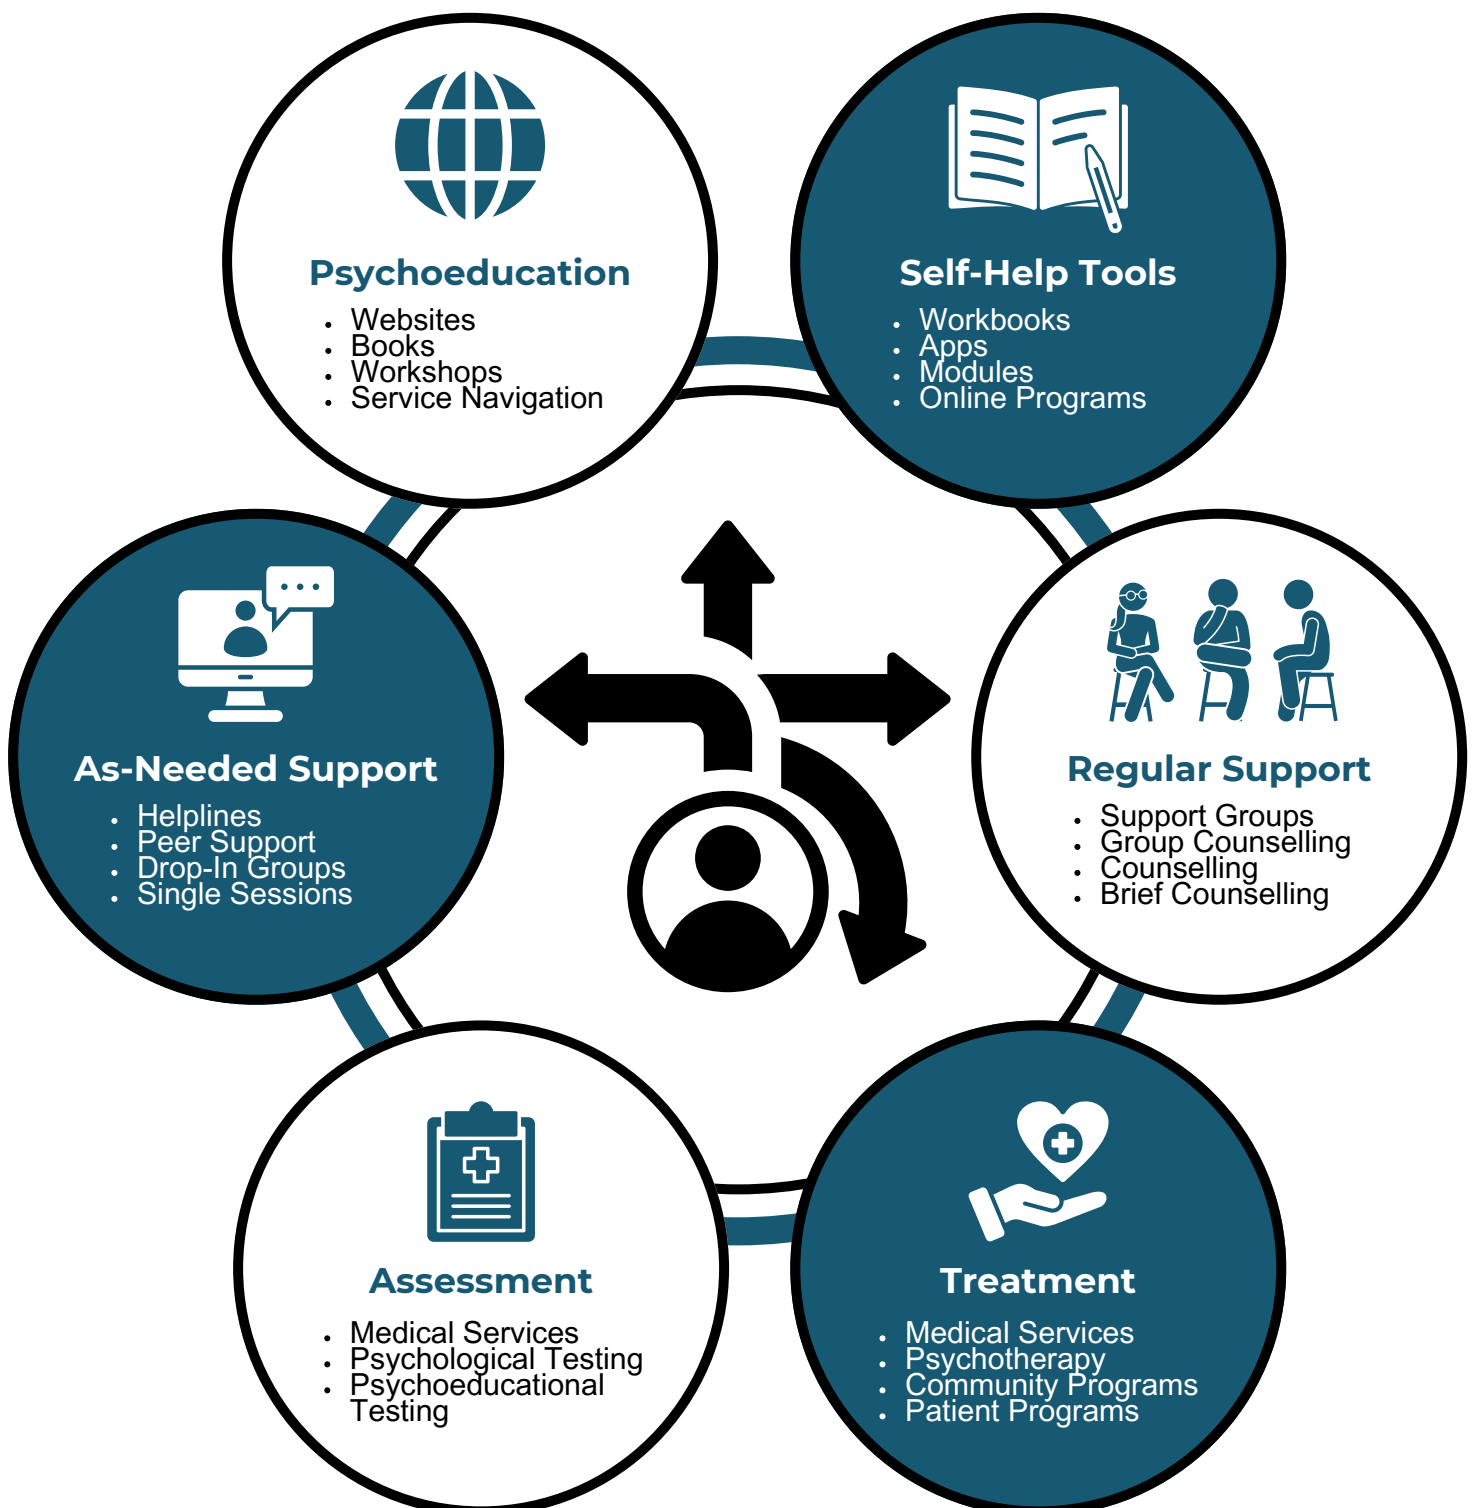 Psychoeducation
Websites
Books
Workshops
Service Navigation
Self-Help Tools
Workbooks
Apps
Modules
Online Programs
As-Needed Support
Helplines
Peer Support
Drop-In Groups
Single Sessions
Regular Support
Support Groups
Group Counselling
Counselling
Brief Counselling
Assessment
Medical Services
Psychological Testing
Psychoeducational
Testing
Treatment
Medical Services
Psychotherapy
Community Programs
Patient Programs